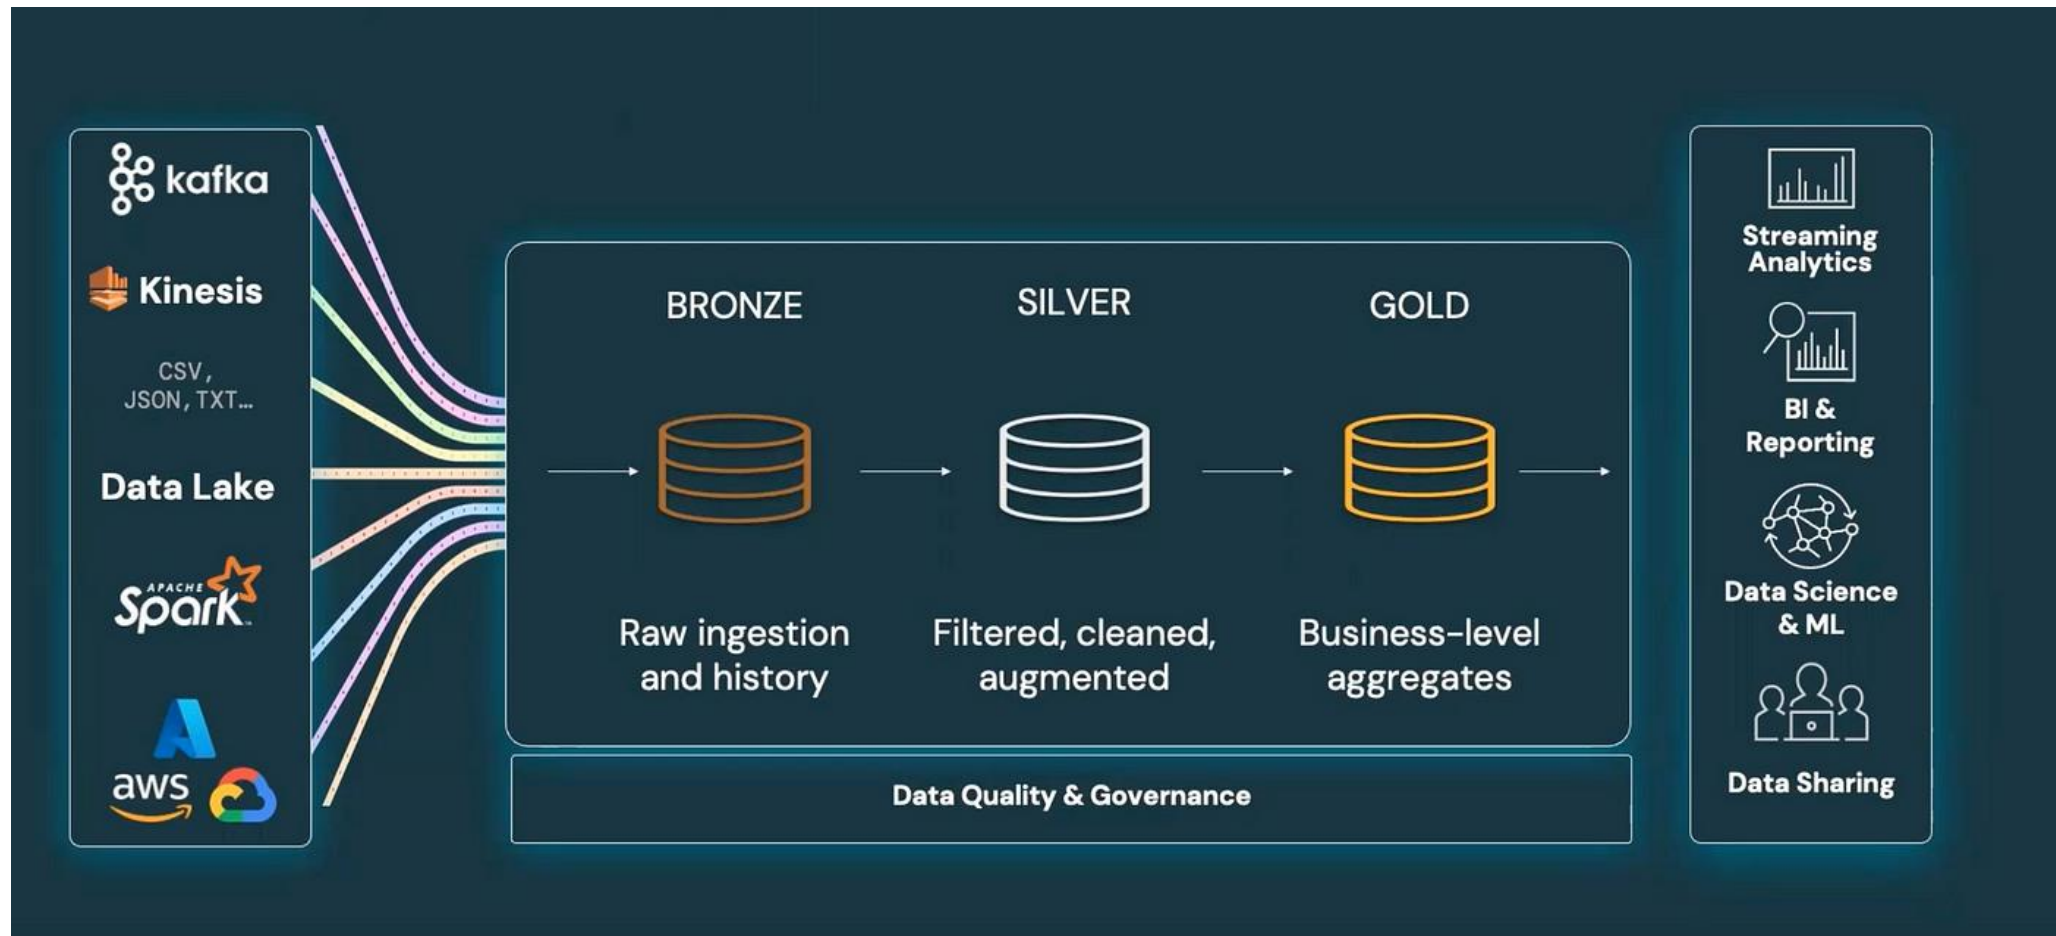 kafka
Kinesis
CSV,
JSON,TXT…
Data Lake
APACHE
Spark™
aws
BRONZE
Raw ingestion
and history
SILVER
Filtered, cleaned,
augmented
GOLD
Business-level
aggregates
Data Quality & Governance
Streaming
Analytics
BI &
Reporting
Data Science
& ML
Data Sharing